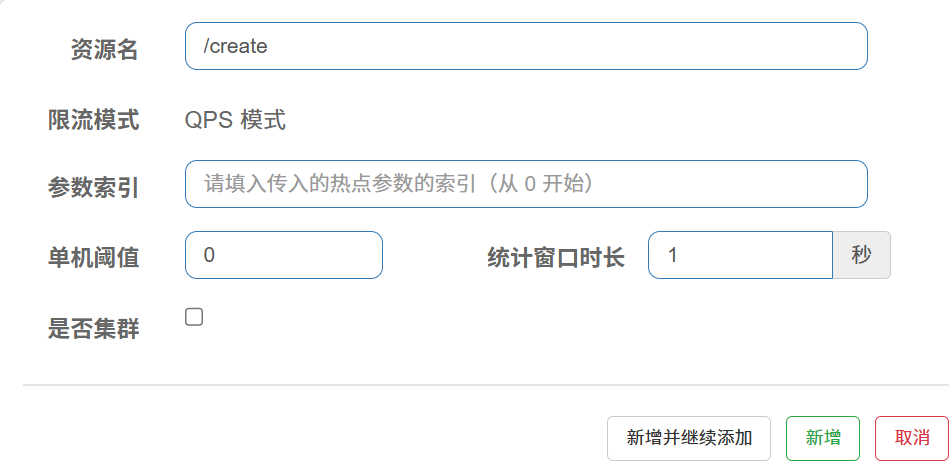 资源名 /create
限流模式 QPS 模式
参数索引 请填入传入的热点参数的索引（从 0 开始）
单机阈值 0 统计窗口时长 1 秒
是否集群
新增并继续添加 新增 取消